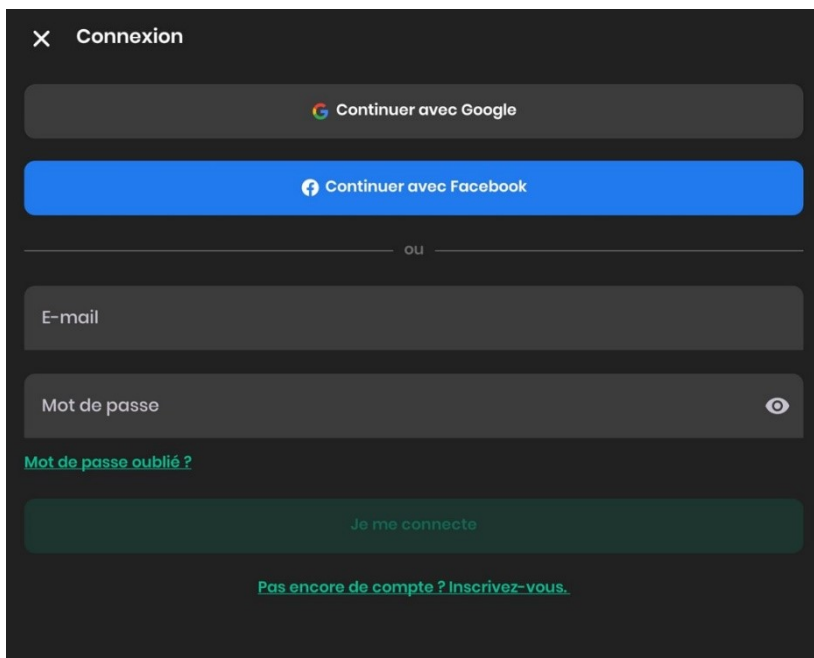 Connexion
Continuer avec Google
Continuer avec Facebook
ou
E-mail
Mot de passe
Mot de passe oublié ?
Je me connecte
Pas encore de compte ? Inscrivez-vous.